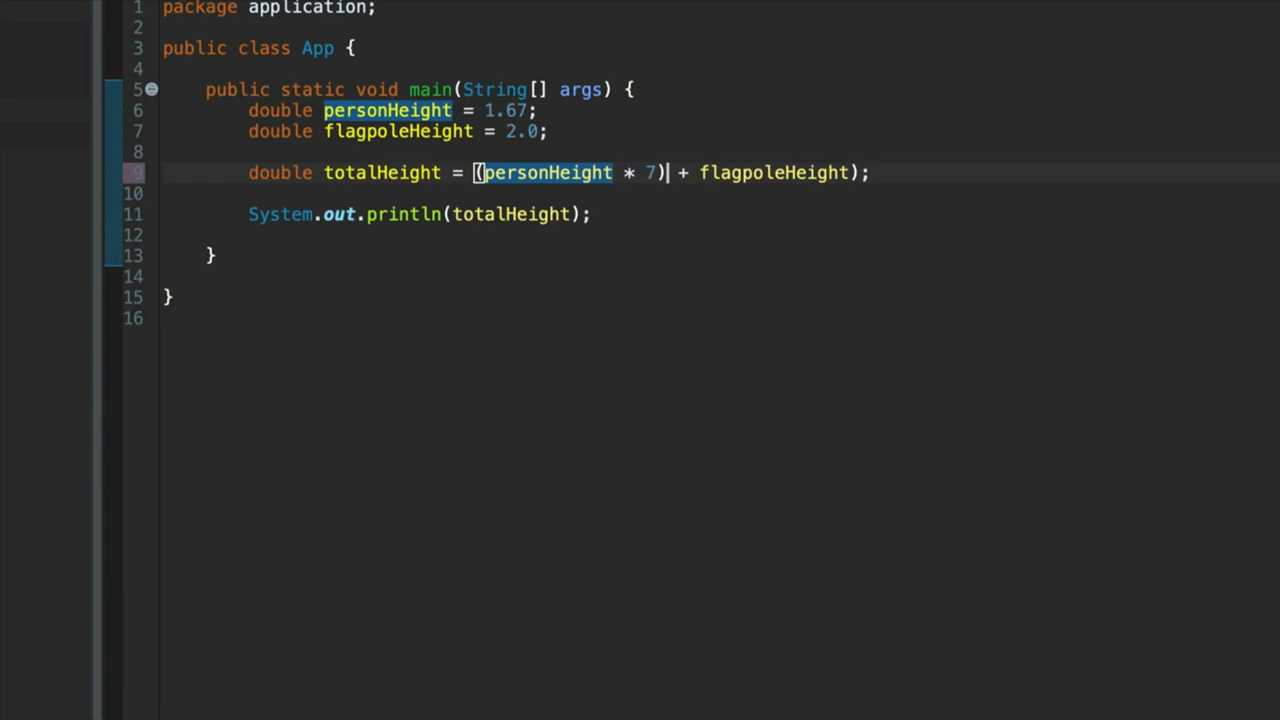 1 package application;
2
3 public class App {
4
5 public static void main(String[] args) {
6 double personHeight = 1.67;
7 double flagpoleHeight = 2.0;
8
9 double totalHeight = (personHeight * 7) + flagpoleHeight);
10
11 System.out.println(totalHeight);
12
13 }
14
15 }
16